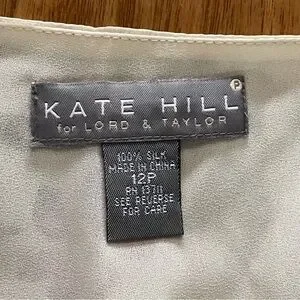 P
KATE HILL
for LORD & TAYLOR
100% SILK
MADE IN CHINA
12P
RN 13711
SEE REVERSE
FOR CARE